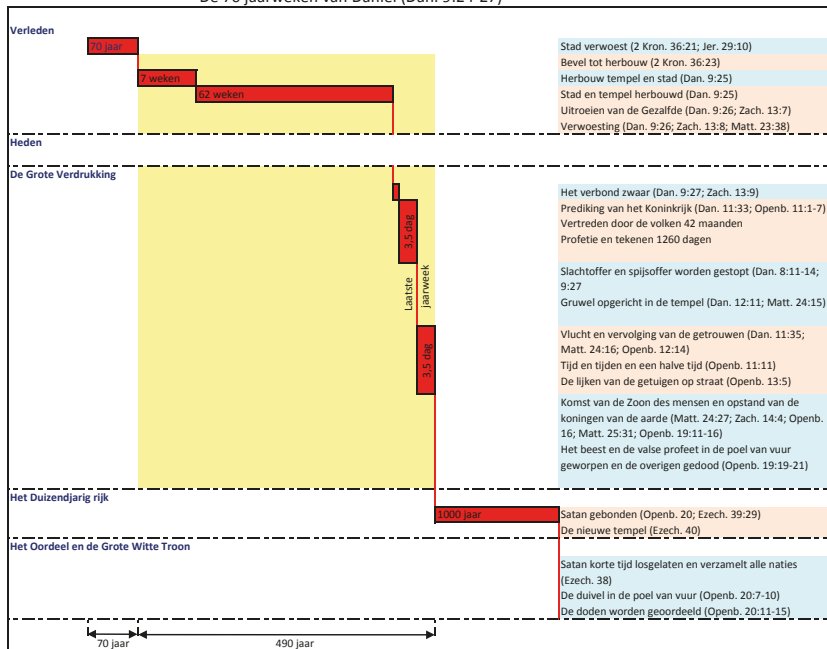 De 70 jaarweken van Daniël (Dan. 9:24-27)
Verleden
70 jaar
Stad verwoest (2 Kron. 36:21; Jer. 29:10)
Bevel tot herbouw (2 Kron. 36:23)
7 weken
Herbouw tempel en stad (Dan. 9:25)
62 weken
Stad en tempel herbouwd (Dan. 9:25)
Uitroeien van de Gezalfde (Dan. 9:26; Zach. 13:7)
Verwoesting (Dan. 9:26; Zach. 13:8; Matt. 23:38)
Heden
De Grote Verdrukking
Het verbond zwaar (Dan. 9:27; Zach. 13:9)
3,5 dag
Prediking van het Koninkrijk (Dan. 11:33; Openb. 11:1-7)
Vertreden door de volken 42 maanden
Profetie en tekenen 1260 dagen
Laatste
jaarweek
Slachtoffer en spijsoffer worden gestopt (Dan. 8:11-14;
9:27
Gruwel opgericht in de tempel (Dan. 12:11; Matt. 24:15)
3,5 dag
Vlucht en vervolging van de getrouwen (Dan. 11:35;
Matt. 24:16; Openb. 12:14)
Tijd en tijden en een halve tijd (Openb. 11:11)
De lijken van de getuigen op straat (Openb. 13:5)
Komst van de Zoon des mensen en opstand van de
koningen van de aarde (Matt. 24:27; Zach. 14:4; Openb.
16; Matt. 25:31; Openb. 19:11-16)
Het beest en de valse profeet in de poel van vuur
geworpen en de overigen gedood (Openb. 19:19-21)
Het Duizendjarig rijk
1000 jaar
Satan gebonden (Openb. 20; Ezech. 39:29)
De nieuwe tempel (Ezech. 40)
Het Oordeel en de Grote Witte Troon
Satan korte tijd losgelaten en verzamelt alle naties
(Ezech. 38)
De duivel in de poel van vuur (Openb. 20:7-10)
De doden worden geoordeeld (Openb. 20:11-15)
70 jaar
490 jaar